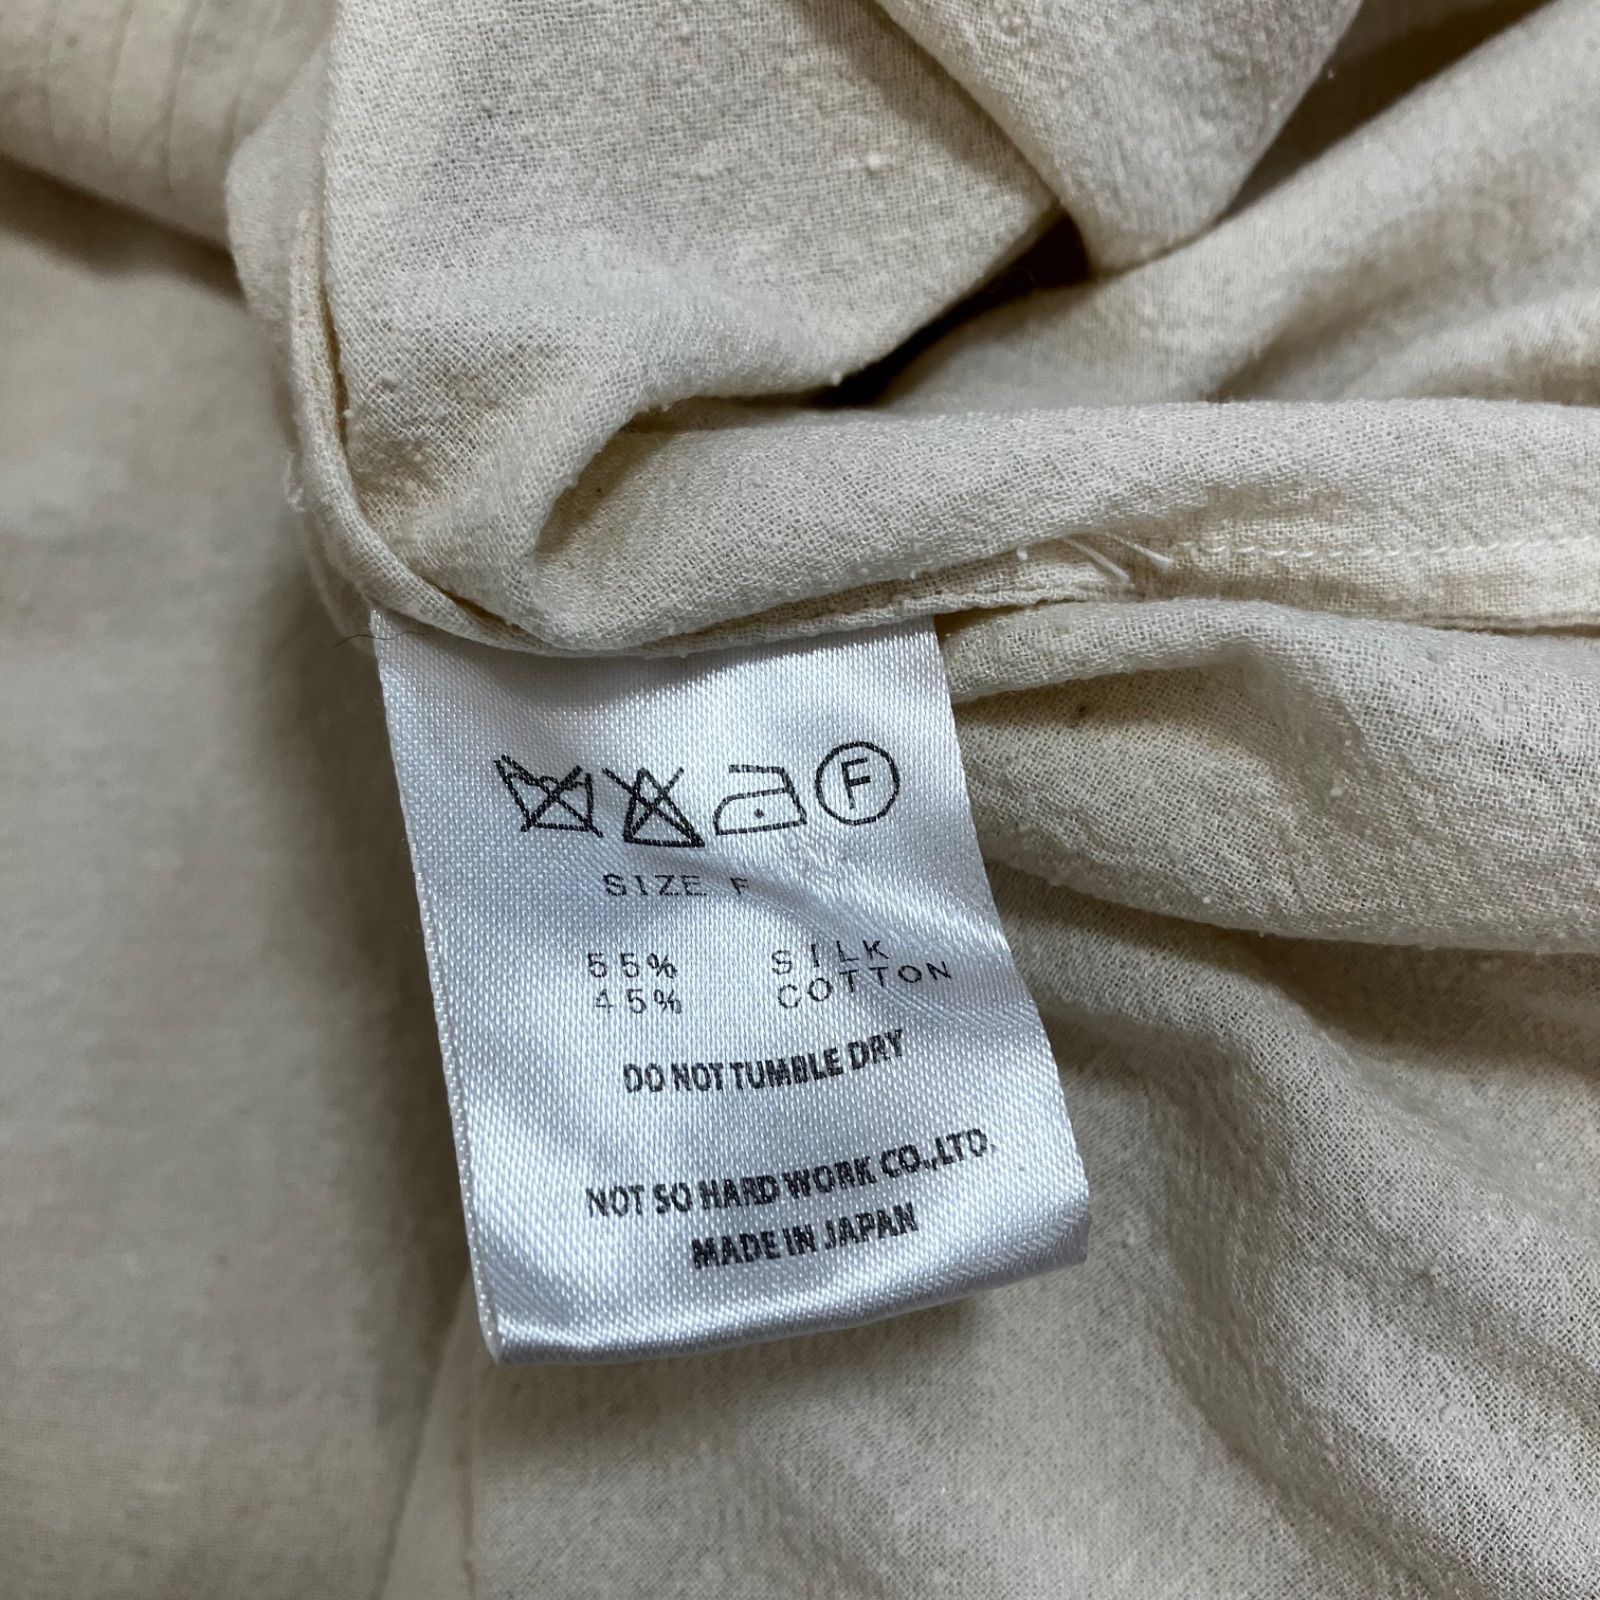 F
SIZE F
55% SILK
45% COTTON
DO NOT TUMBLE DRY
NOT SO HARD WORK CO.,LTD.
MADE IN JAPAN